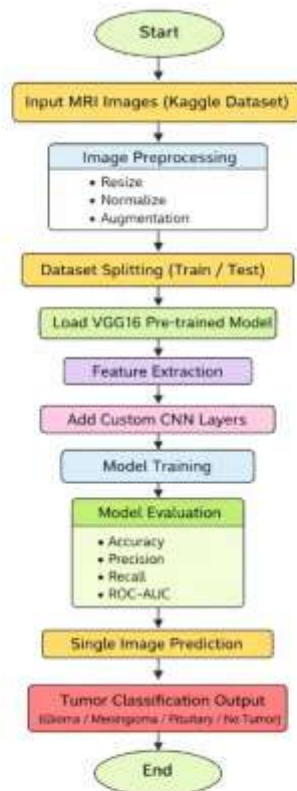 Start
Input MRI Images (Kaggle Dataset)
Image Preprocessing
• Resize
• Normalize
• Augmentation
Dataset Splitting (Train / Test)
Load VGG16 Pre-trained Model
Feature Extraction
Add Custom CNN Layers
Model Training
Model Evaluation
• Accuracy
• Precision
• Recall
• ROC-AUC
Single Image Prediction
Tumor Classification Output
(Glioma / Meningioma / Pituitary / No Tumor)
End